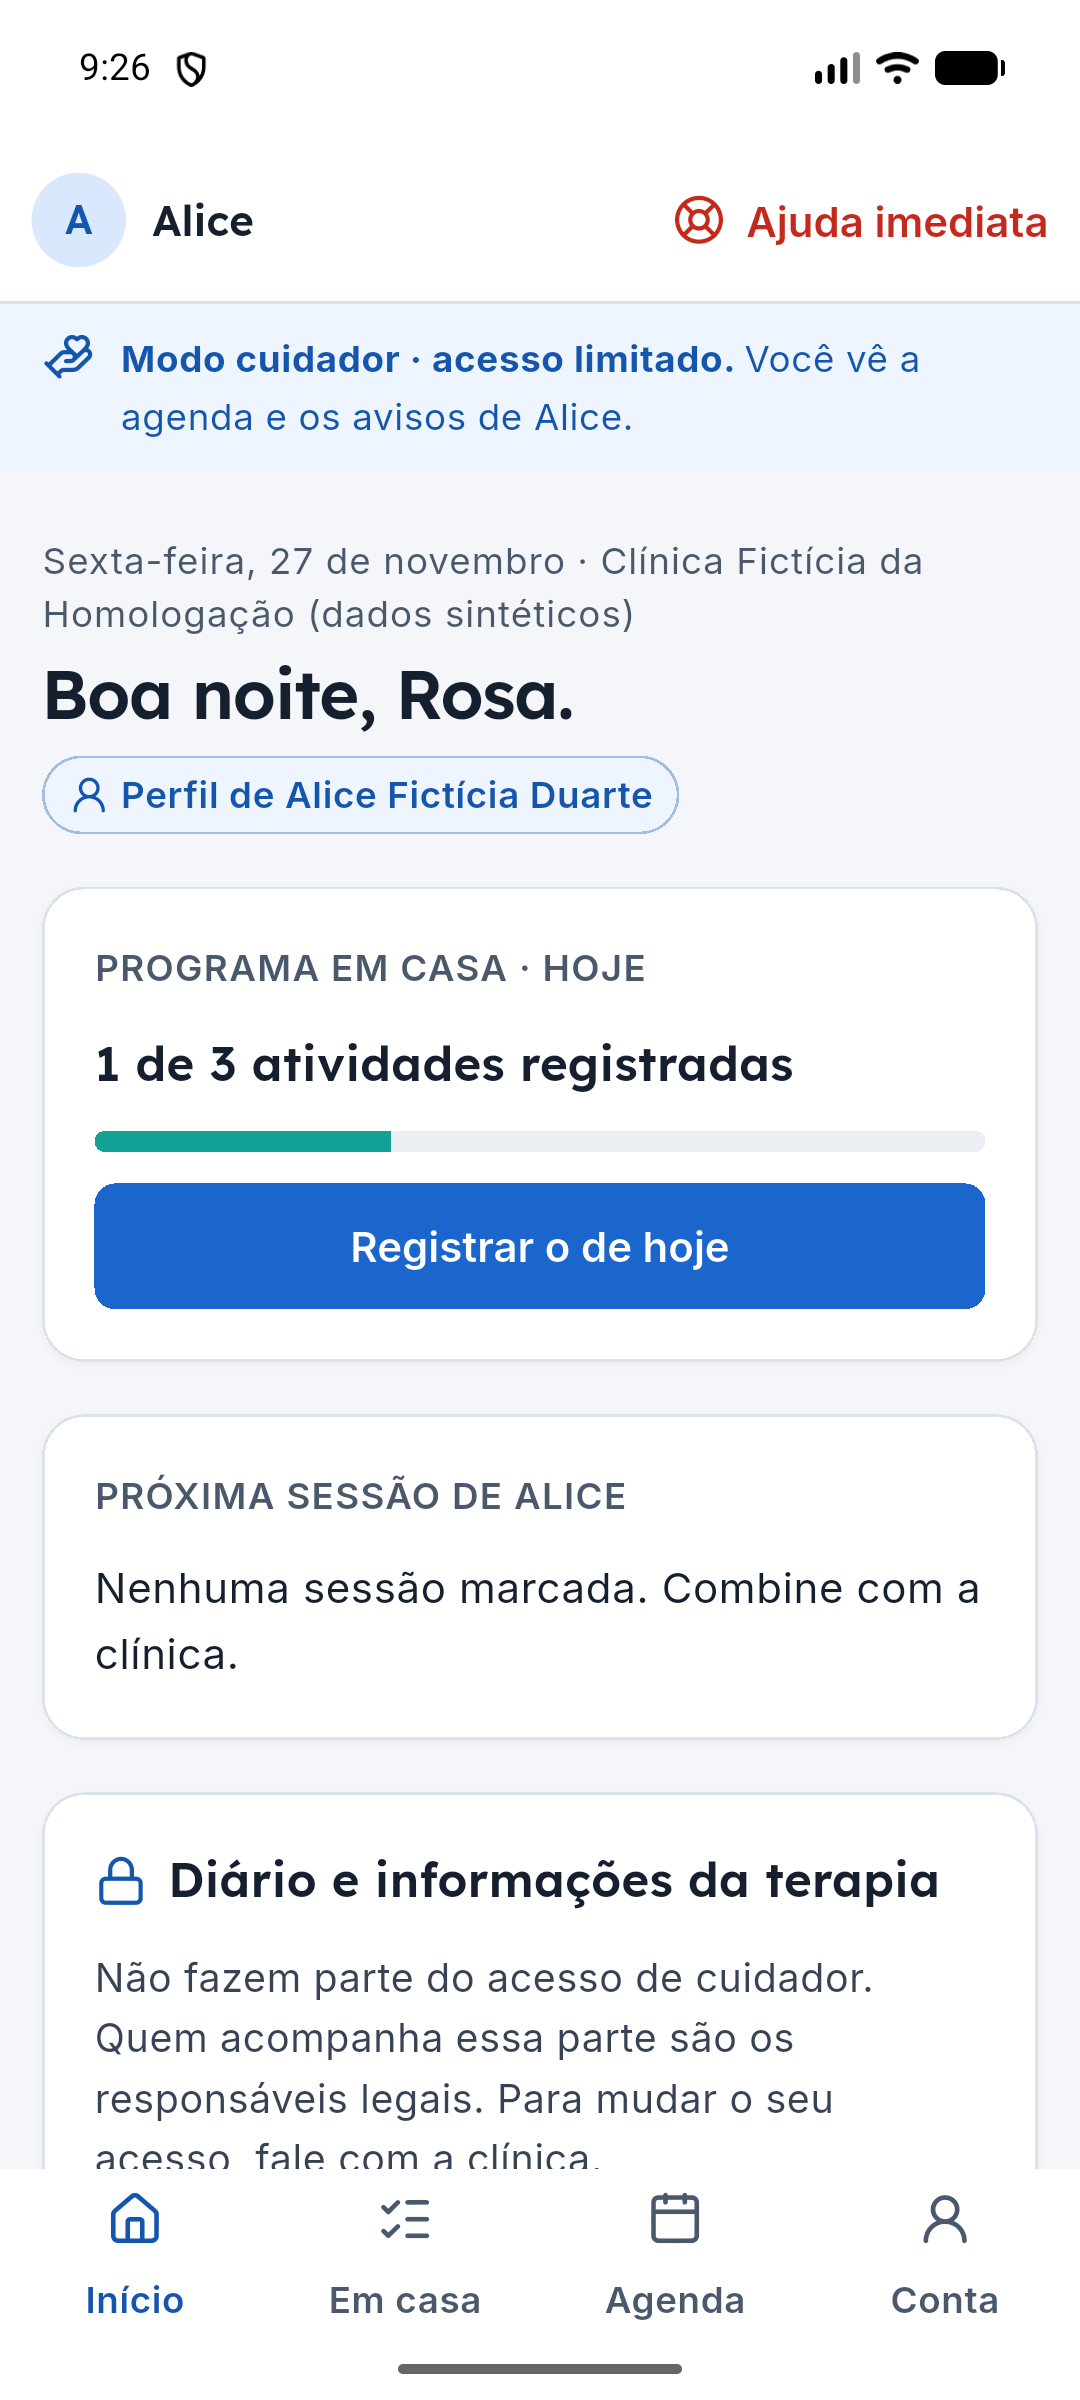 9:26
A
Alice
Ajuda imediata
Modo cuidador · acesso limitado. Você vê a
agenda e os avisos de Alice.
Sexta-feira, 27 de novembro · Clínica Fictícia da
Homologação (dados sintéticos)
Boa noite, Rosa.
Perfil de Alice Fictícia Duarte
PROGRAMA EM CASA · HOJE
1 de 3 atividades registradas
Registrar o de hoje
PRÓXIMA SESSÃO DE ALICE
Nenhuma sessão marcada. Combine com a
clínica.
Diário e informações da terapia
Não fazem parte do acesso de cuidador.
Quem acompanha essa parte são os
responsáveis legais. Para mudar o seu
acesso, fale com a clínica.
Início
Em casa
Agenda
Conta